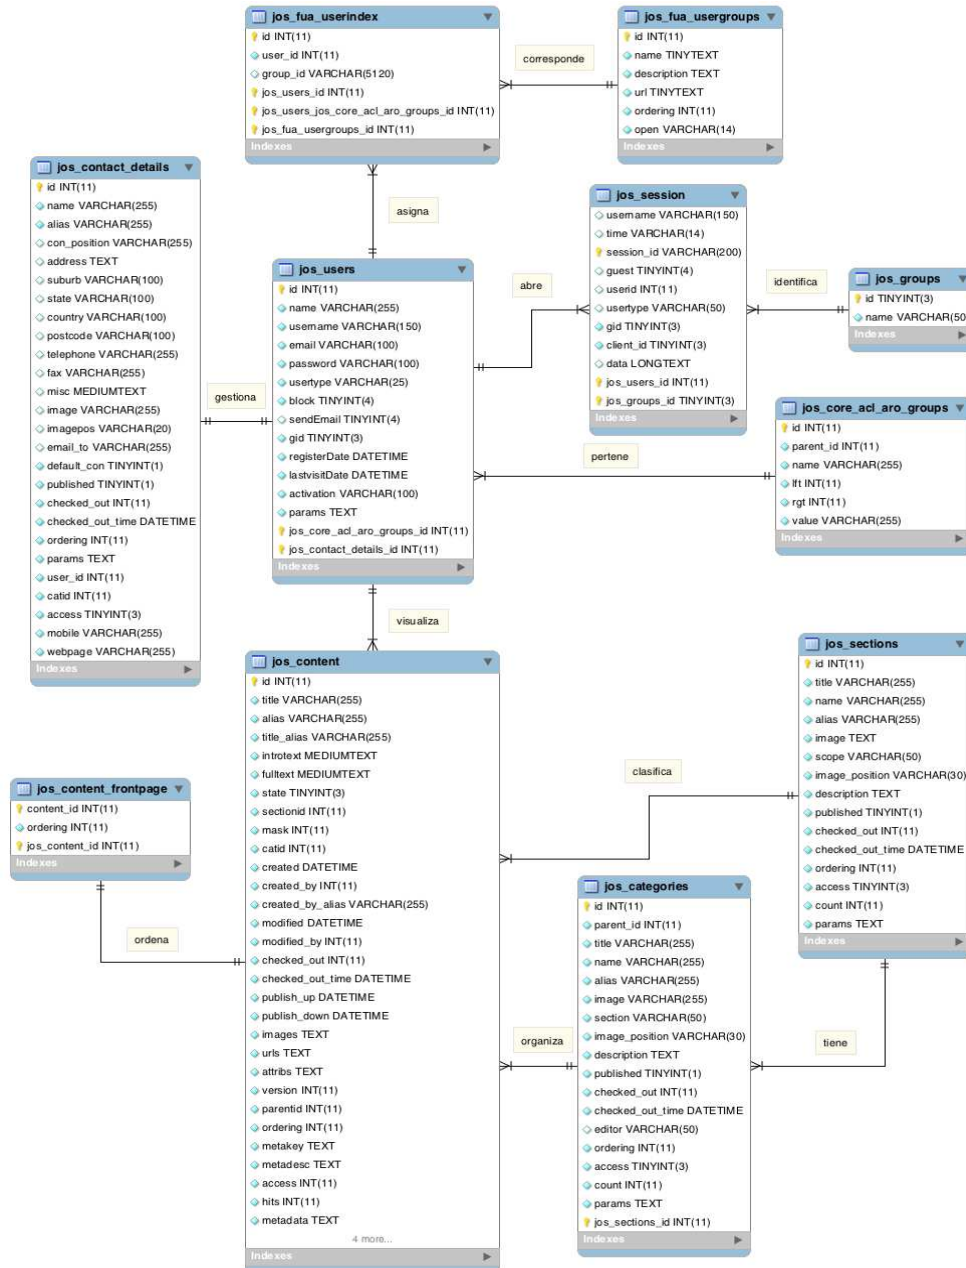 jos_fua_userindex
id INT(11)
user_id INT(11)
group_id VARCHAR(5120)
jos_users_id INT(11)
jos_users_jos_core_acl_aro_groups_id INT(11)
jos_fua_usergroups_id INT(11)
Indexes
corresponde
jos_fua_usergroups
id INT(11)
name TINYTEXT
description TEXT
url TINYTEXT
ordering INT(11)
open VARCHAR(14)
Indexes
jos_contact_details
id INT(11)
name VARCHAR(255)
alias VARCHAR(255)
con_position VARCHAR(255)
address TEXT
suburb VARCHAR(100)
state VARCHAR(100)
country VARCHAR(100)
postcode VARCHAR(100)
telephone VARCHAR(255)
fax VARCHAR(255)
misc MEDIUMTEXT
image VARCHAR(255)
imagepos VARCHAR(20)
email_to VARCHAR(255)
default_con TINYINT(1)
published TINYINT(1)
checked_out INT(11)
checked_out_time DATETIME
ordering INT(11)
params TEXT
user_id INT(11)
catid INT(11)
access TINYINT(3)
mobile VARCHAR(255)
webpage VARCHAR(255)
Indexes
asigna
gestiona
jos_users
id INT(11)
name VARCHAR(255)
username VARCHAR(150)
email VARCHAR(100)
password VARCHAR(100)
usertype VARCHAR(25)
block TINYINT(4)
sendEmail TINYINT(4)
gid TINYINT(3)
registerDate DATETIME
lastvisitDate DATETIME
activation VARCHAR(100)
params TEXT
jos_core_acl_aro_groups_id INT(11)
jos_contact_details_id INT(11)
Indexes
abre
jos_session
username VARCHAR(150)
time VARCHAR(14)
session_id VARCHAR(200)
guest TINYINT(4)
userid INT(11)
usertype VARCHAR(50)
gid TINYINT(3)
client_id TINYINT(3)
data LONGTEXT
jos_users_id INT(11)
jos_groups_id TINYINT(3)
Indexes
identifica
jos_groups
id TINYINT(3)
name VARCHAR(50
Indexes
pertene
jos_core_acl_aro_groups
id INT(11)
parent_id INT(11)
name VARCHAR(255)
lft INT(11)
rgt INT(11)
value VARCHAR(255)
Indexes
visualiza
jos_content
id INT(11)
title VARCHAR(255)
alias VARCHAR(255)
title_alias VARCHAR(255)
introtext MEDIUMTEXT
fulltext MEDIUMTEXT
state TINYINT(3)
sectionid INT(11)
mask INT(11)
catid INT(11)
created DATETIME
created_by INT(11)
created_by_alias VARCHAR(255)
modified DATETIME
modified_by INT(11)
checked_out INT(11)
checked_out_time DATETIME
publish_up DATETIME
publish_down DATETIME
images TEXT
urls TEXT
attribs TEXT
version INT(11)
parentid INT(11)
ordering INT(11)
metakey TEXT
metadesc TEXT
access INT(11)
hits INT(11)
metadata TEXT
4 more...
Indexes
jos_content_frontpage
content_id INT(11)
ordering INT(11)
jos_content_id INT(11)
Indexes
ordena
clasifica
jos_sections
id INT(11)
title VARCHAR(255)
name VARCHAR(255)
alias VARCHAR(255)
image TEXT
scope VARCHAR(50)
image_position VARCHAR(30)
description TEXT
published TINYINT(1)
checked_out INT(11)
checked_out_time DATETIME
ordering INT(11)
access TINYINT(3)
count INT(11)
params TEXT
Indexes
organiza
jos_categories
id INT(11)
parent_id INT(11)
title VARCHAR(255)
name VARCHAR(255)
alias VARCHAR(255)
image VARCHAR(255)
section VARCHAR(50)
image_position VARCHAR(30)
description TEXT
published TINYINT(1)
checked_out INT(11)
checked_out_time DATETIME
editor VARCHAR(50)
ordering INT(11)
access TINYINT(3)
count INT(11)
params TEXT
jos_sections_id INT(11)
Indexes
tiene